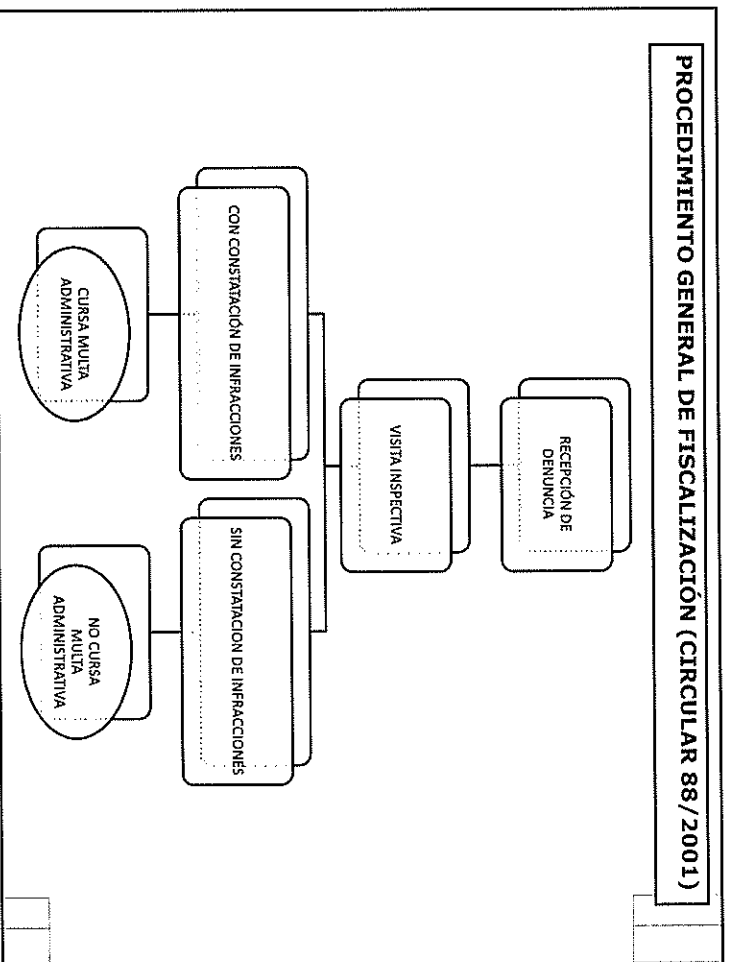 PROCEDIMIENTO GENERAL DE FISCALIZACIÓN (CIRCULAR 88/2001)
RECEPCIÓN DE
DENUNCIA
VISITA INSPECTIVA
CON CONSTATACIÓN DE INFRACCIONES
SIN CONSTATACION DE INFRACCIONES
CURSA MULTA
ADMINISTRATIVA
NO CURSA
MULTA
ADMINISTRATIVA